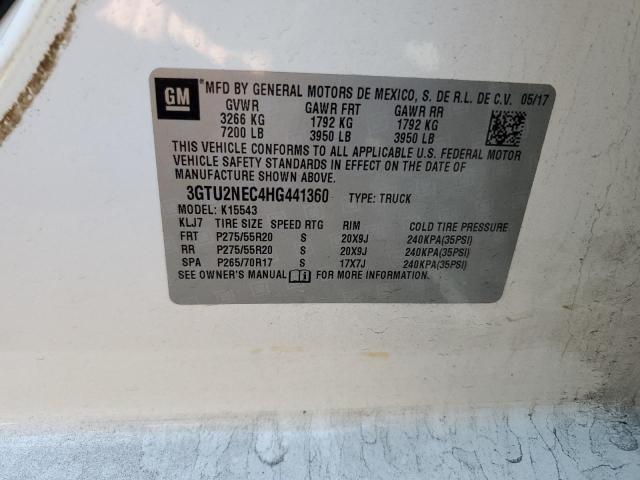 GM
*MFD BY GENERAL MOTORS DE MEXICO, S. DE R.L. DE C.V. 05/17
GVWR GAWR FRT GAWR RR
3266 KG 1792 KG 1792 KG
7200 LB 3950 LB 3950 LB
THIS VEHICLE CONFORMS TO ALL APPLICABLE U.S. FEDERAL MOTOR
VEHICLE SAFETY STANDARDS IN EFFECT ON THE DATE OF
MANUFACTURE SHOWN ABOVE.
3GTU2NEC4HG441360 TYPE: TRUCK
MODEL: K15543
KLJ7 TIRE SIZE SPEED RTG RIM COLD TIRE PRESSURE
FRT P275/55R20 S 20X9J 240KPA(35PSI)
RR P275/55R20 S 20X9J 240KPA(35PSI)
SPA P265/70R17 S 17X7J 240KPA(35PSI)
SEE OWNER'S MANUAL FOR MORE INFORMATION.